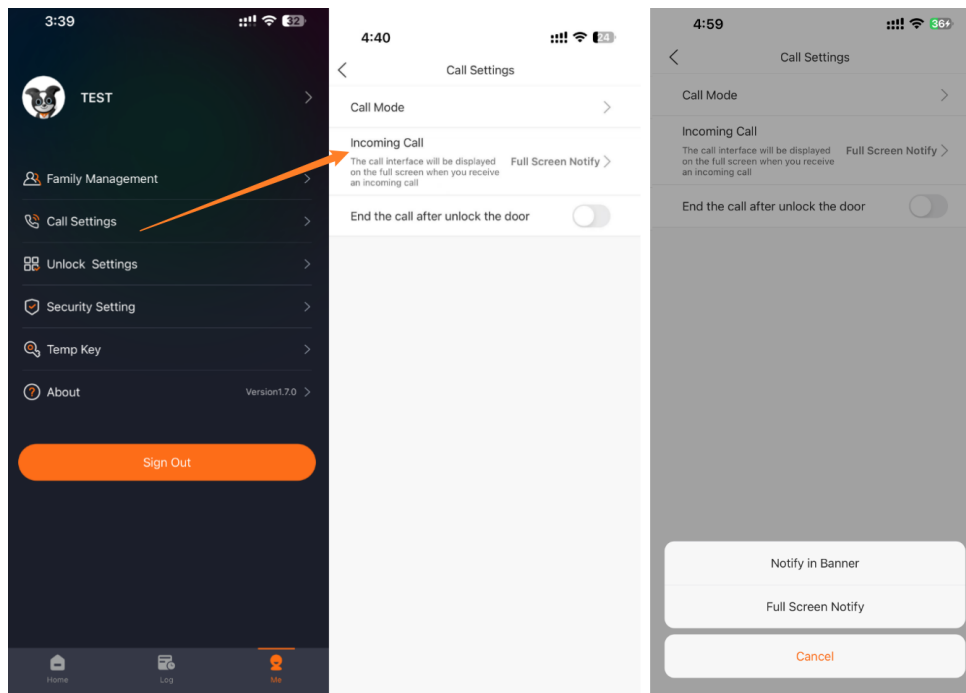 3:39
32
TEST
Family Management
Call Settings
Unlock Settings
Security Setting
Temp Key
About
Version1.7.0
Sign Out
Home
Log
Me
4:40
24
Call Settings
Call Mode
Incoming Call
The call interface will be displayed
on the full screen when you receive
an incoming call
Full Screen Notify
End the call after unlock the door
4:59
36
Call Settings
Call Mode
Incoming Call
The call interface will be displayed
on the full screen when you receive
an incoming call
Full Screen Notify
End the call after unlock the door
Notify in Banner
Full Screen Notify
Cancel